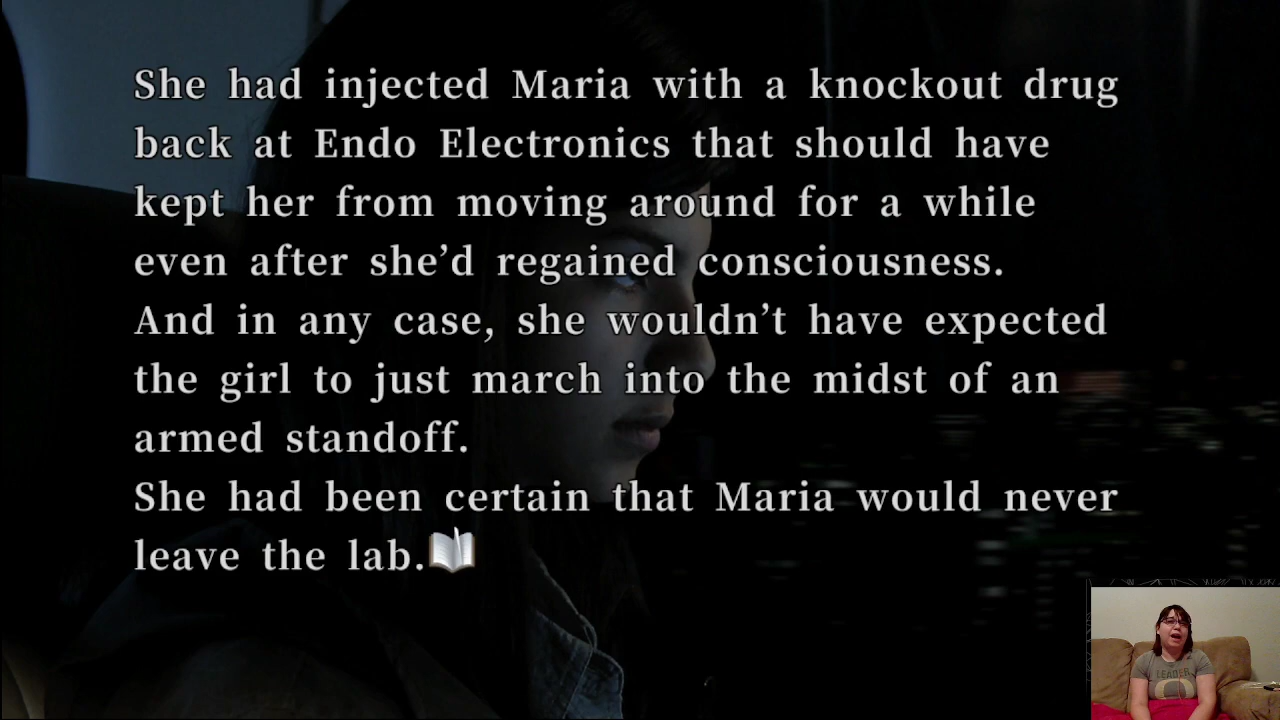 She had injected Maria with a knockout drug
back at Endo Electronics that should have
kept her from moving around for a while
even after she’d regained consciousness.
And in any case, she wouldn’t have expected
the girl to just march into the midst of an
armed standoff.
She had been certain that Maria would never
leave the lab.
LEADER
O